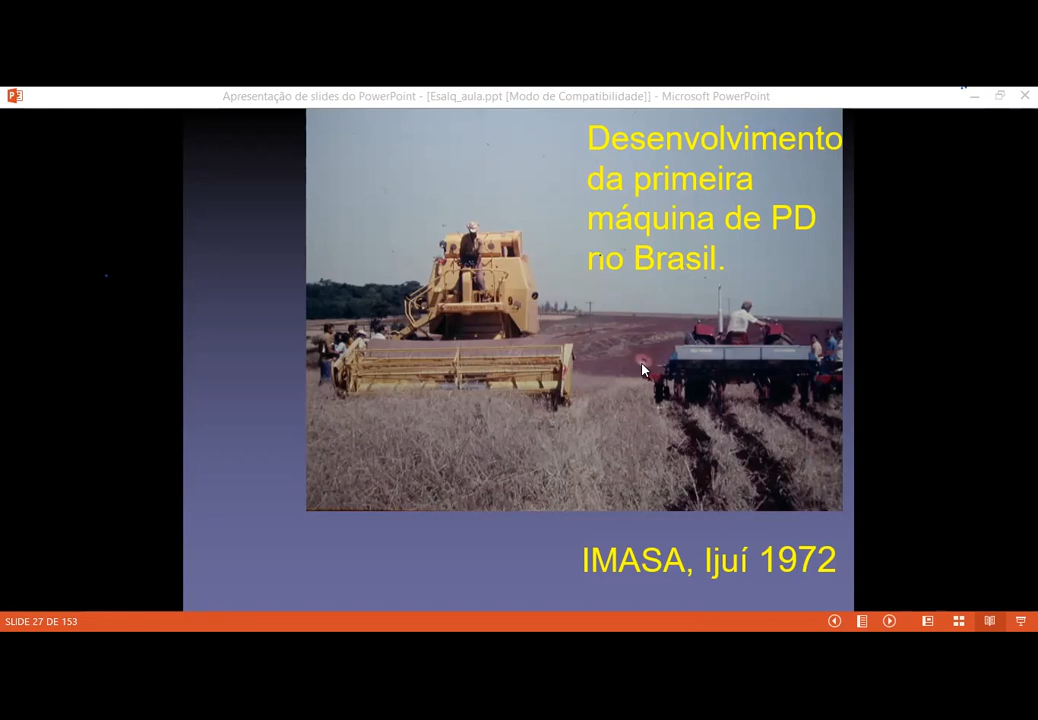 Apresentação de slides do PowerPoint - [Esalq_aula.ppt [Modo de Compatibilidade]] - Microsoft PowerPoint
Desenvolvimento
da primeira
máquina de PD
no Brasil.
IMASA, Ijuí 1972
SLIDE 27 DE 153